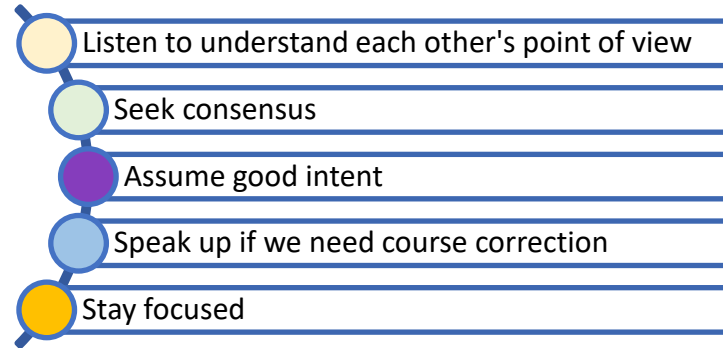 Listen to understand each other's point of view
Seek consensus
Assume good intent
Speak up if we need course correction
Stay focused